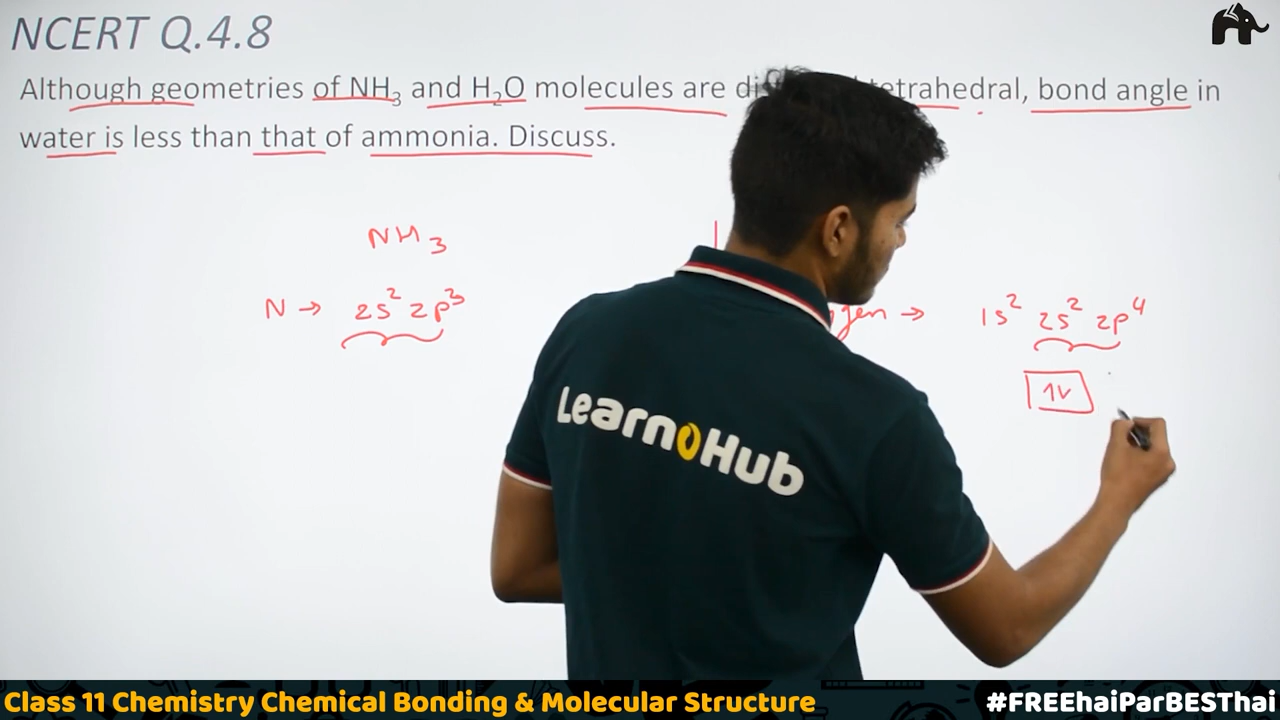 NCERT Q.4.8
Although geometries of NH₃ and H₂O molecules are tetrahedral, bond angle in
water is less than that of ammonia. Discuss.
NH₃
N → 2s² 2p³
→ 1s² 2s² 2p⁴
1v
LearnoHub
Class 11 Chemistry Chemical Bonding & Molecular Structure
#FREEhaiParBESThai